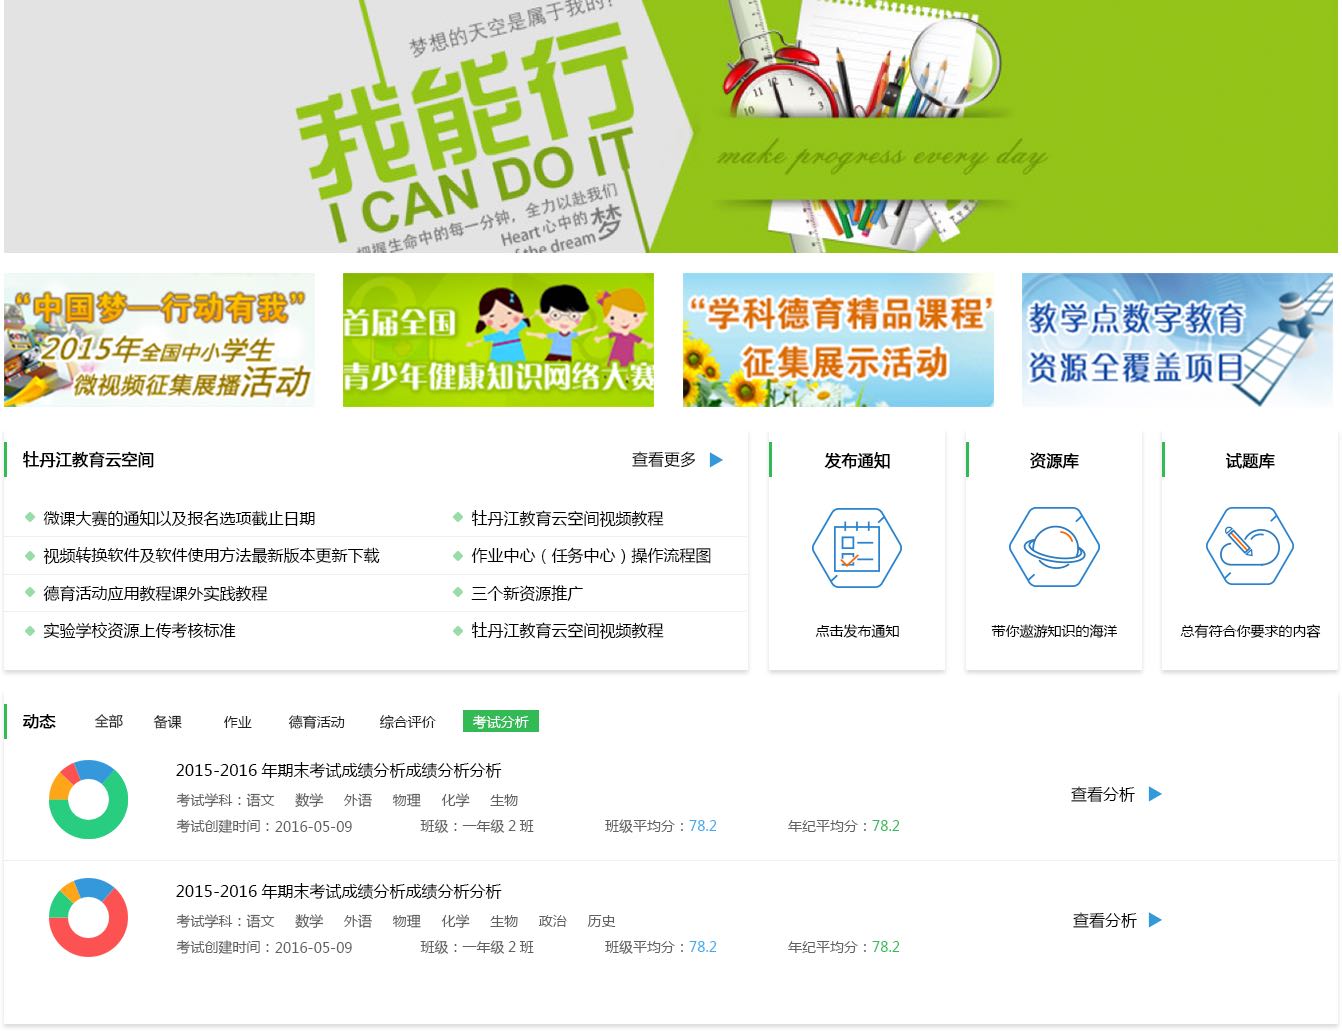 梦想的天空是属于我的！
我能行
I CAN DO IT
把握生命中的每一分钟，全力以赴我们
Heart 心中的梦
of the dream
make progress every day
“中国梦—行动有我”
2015年全国中小学生
微视频征集展播活动
首届全国
青少年健康知识网络大赛
“学科德育精品课程’
征集展示活动
教学点数字教育
资源全覆盖项目
牡丹江教育云空间
查看更多
微课大赛的通知以及报名选项截止日期
牡丹江教育云空间视频教程
视频转换软件及软件使用方法最新版本更新下载
作业中心（任务中心）操作流程图
德育活动应用教程课外实践教程
三个新资源推广
实验学校资源上传考核标准
牡丹江教育云空间视频教程
发布通知
点击发布通知
资源库
带你遨游知识的海洋
试题库
总有符合你要求的内容
动态 全部 备课 作业 德育活动 综合评价 考试分析
2015-2016 年期末考试成绩分析成绩分析分析
考试学科：语文 数学 外语 物理 化学 生物
考试创建时间：2016-05-09 班级：一年级 2 班 班级平均分：78.2 年纪平均分：78.2
查看分析
2015-2016 年期末考试成绩分析成绩分析分析
考试学科：语文 数学 外语 物理 化学 生物 政治 历史
考试创建时间：2016-05-09 班级：一年级 2 班 班级平均分：78.2 年纪平均分：78.2
查看分析